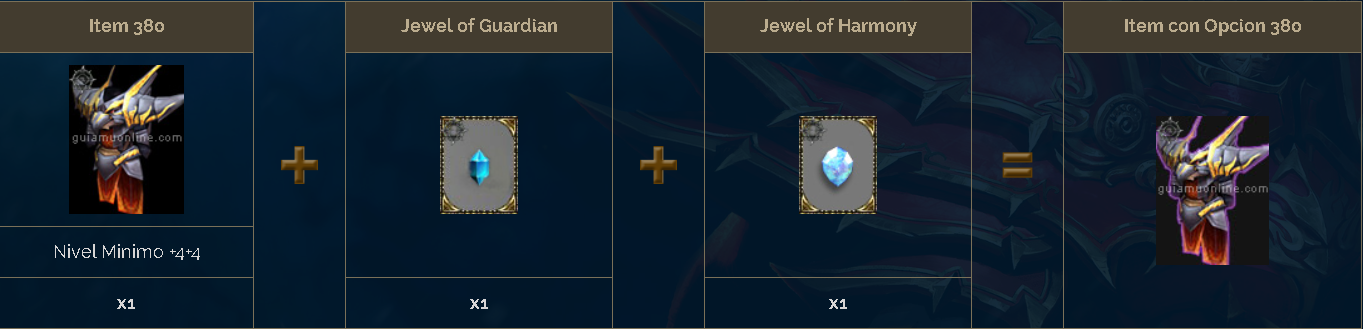 Item 380
Jewel of Guardian
Jewel of Harmony
Item con Opcion 380
guiamuonline.com
guiamuonline.com
Nivel Minimo +4+4
x1
x1
x1